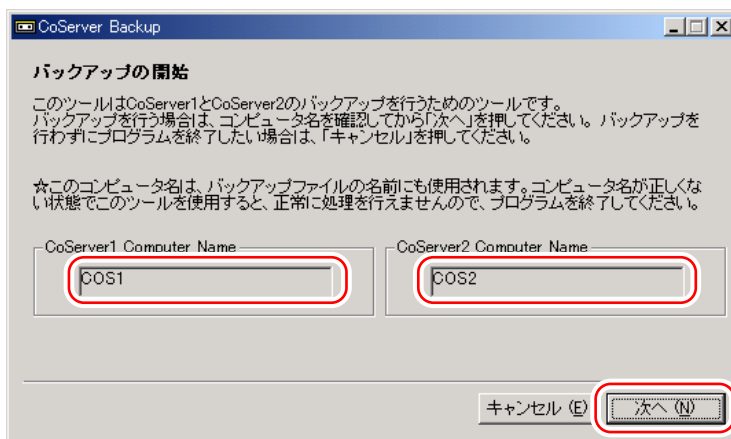 CoServer Backup
バックアップの開始
このツールはCoServer1とCoServer2のバックアップを行うためのツールです。
バックアップを行う場合は、コンピュータ名を確認してから「次へ」を押してください。バックアップを
行わずにプログラムを終了したい場合は、「キャンセル」を押してください。
☆このコンピュータ名は、バックアップファイルの名前にも使用されます。コンピュータ名が正しくな
い状態でこのツールを使用すると、正常に処理を行えませんので、プログラムを終了してください。
CoServer1 Computer Name
CoServer2 Computer Name
COS1
COS2
キャンセル (E)
次へ (N)